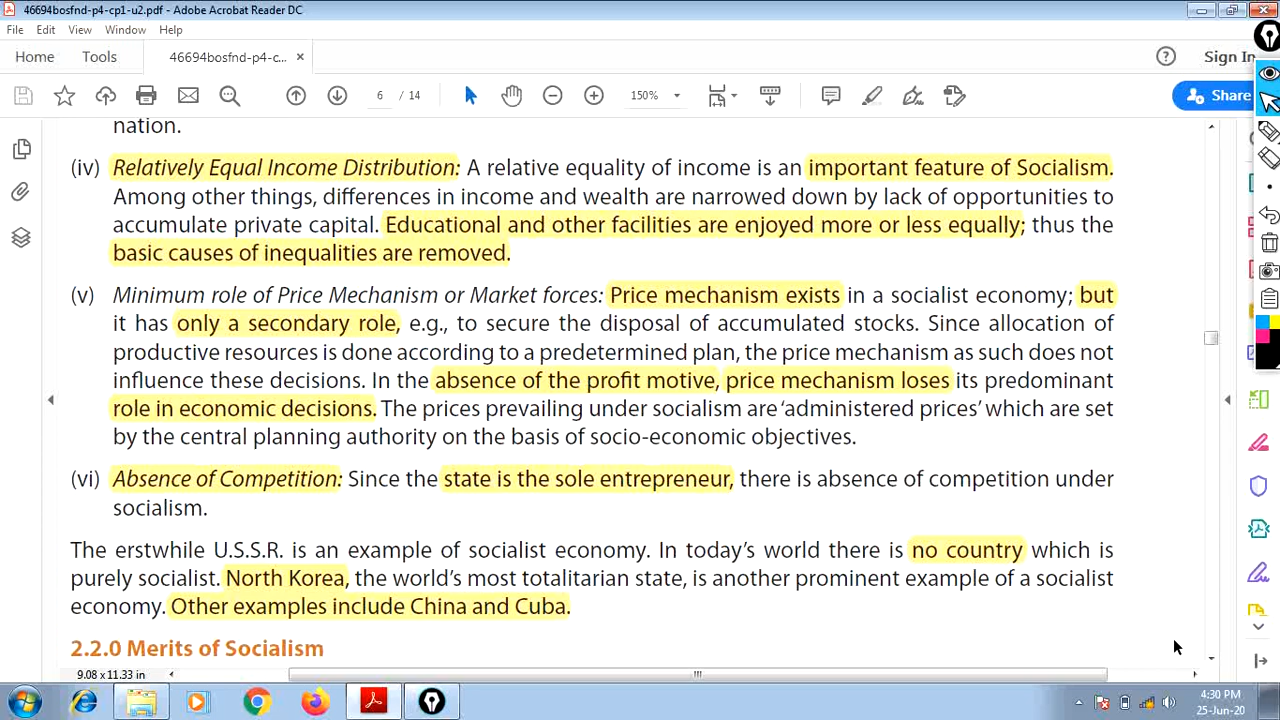 46694bosfnd-p4-cp1-u2.pdf - Adobe Acrobat Reader DC
File Edit View Window Help
Home Tools 46694bosfnd-p4-c... × Sign In
6 / 14 150% Share
nation.
(iv) Relatively Equal Income Distribution: A relative equality of income is an important feature of Socialism.
Among other things, differences in income and wealth are narrowed down by lack of opportunities to
accumulate private capital. Educational and other facilities are enjoyed more or less equally; thus the
basic causes of inequalities are removed.
(v) Minimum role of Price Mechanism or Market forces: Price mechanism exists in a socialist economy; but
it has only a secondary role, e.g., to secure the disposal of accumulated stocks. Since allocation of
productive resources is done according to a predetermined plan, the price mechanism as such does not
influence these decisions. In the absence of the profit motive, price mechanism loses its predominant
role in economic decisions. The prices prevailing under socialism are ‘administered prices’ which are set
by the central planning authority on the basis of socio-economic objectives.
(vi) Absence of Competition: Since the state is the sole entrepreneur, there is absence of competition under
socialism.
The erstwhile U.S.S.R. is an example of socialist economy. In today’s world there is no country which is
purely socialist. North Korea, the world’s most totalitarian state, is another prominent example of a socialist
economy. Other examples include China and Cuba.
2.2.0 Merits of Socialism
9.08 x 11.33 in
4:30 PM
25-Jun-20